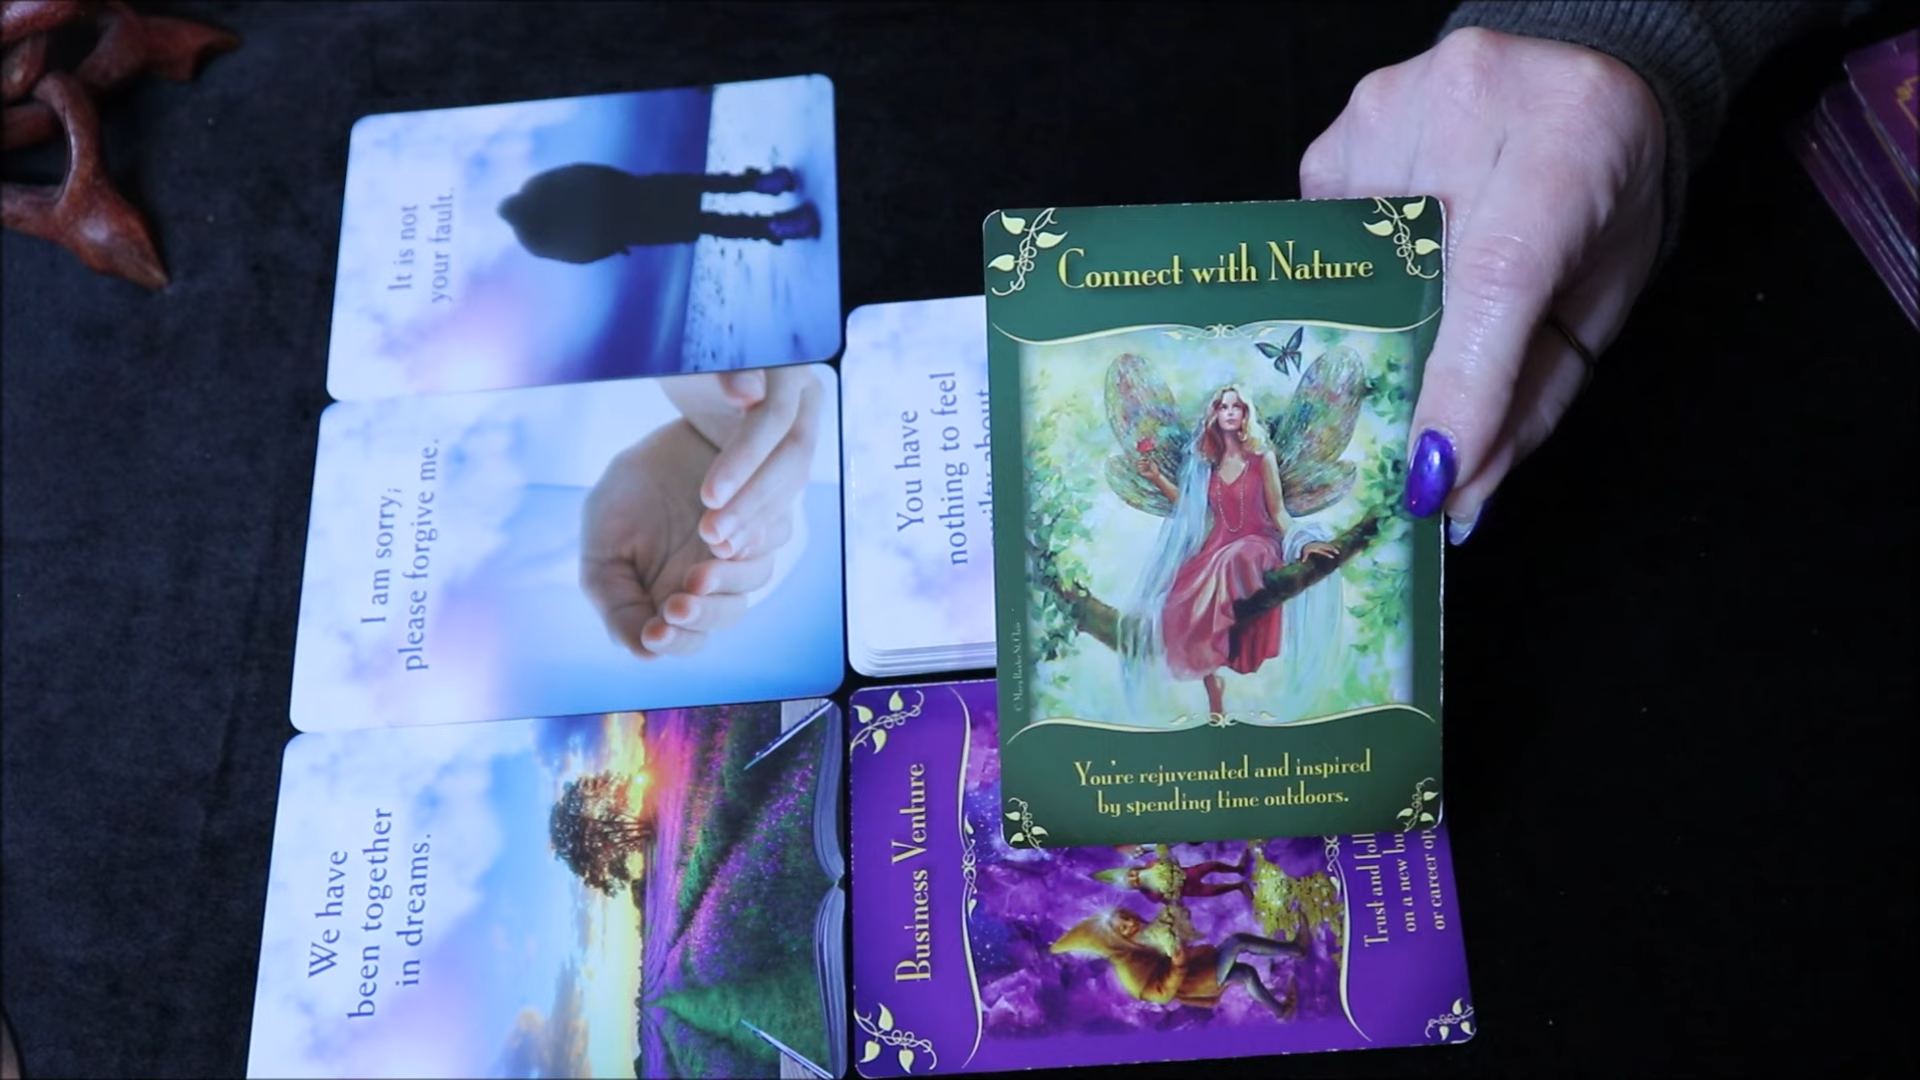 It is not
your fault.
I am sorry;
please forgive me.
We have
been together
in dreams.
You have
nothing to feel
guilty about
Business Venture
Trust and foll
on a new bu
or career op
Connect with Nature
You're rejuvenated and inspired
by spending time outdoors.